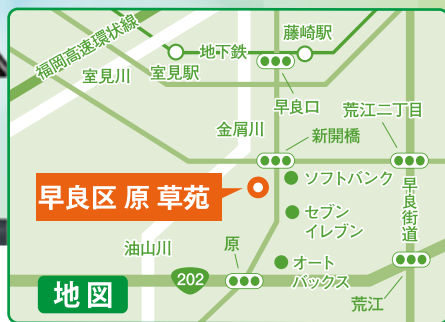 福岡高速環状線
地下鉄
藤崎駅
室見川
室見駅
早良口
荒江二丁目
金屑川
新開橋
ソフトバンク
早良街道
早良区 原 草苑
セブン
イレブン
油山川
原
オート
バックス
202
荒江
地図